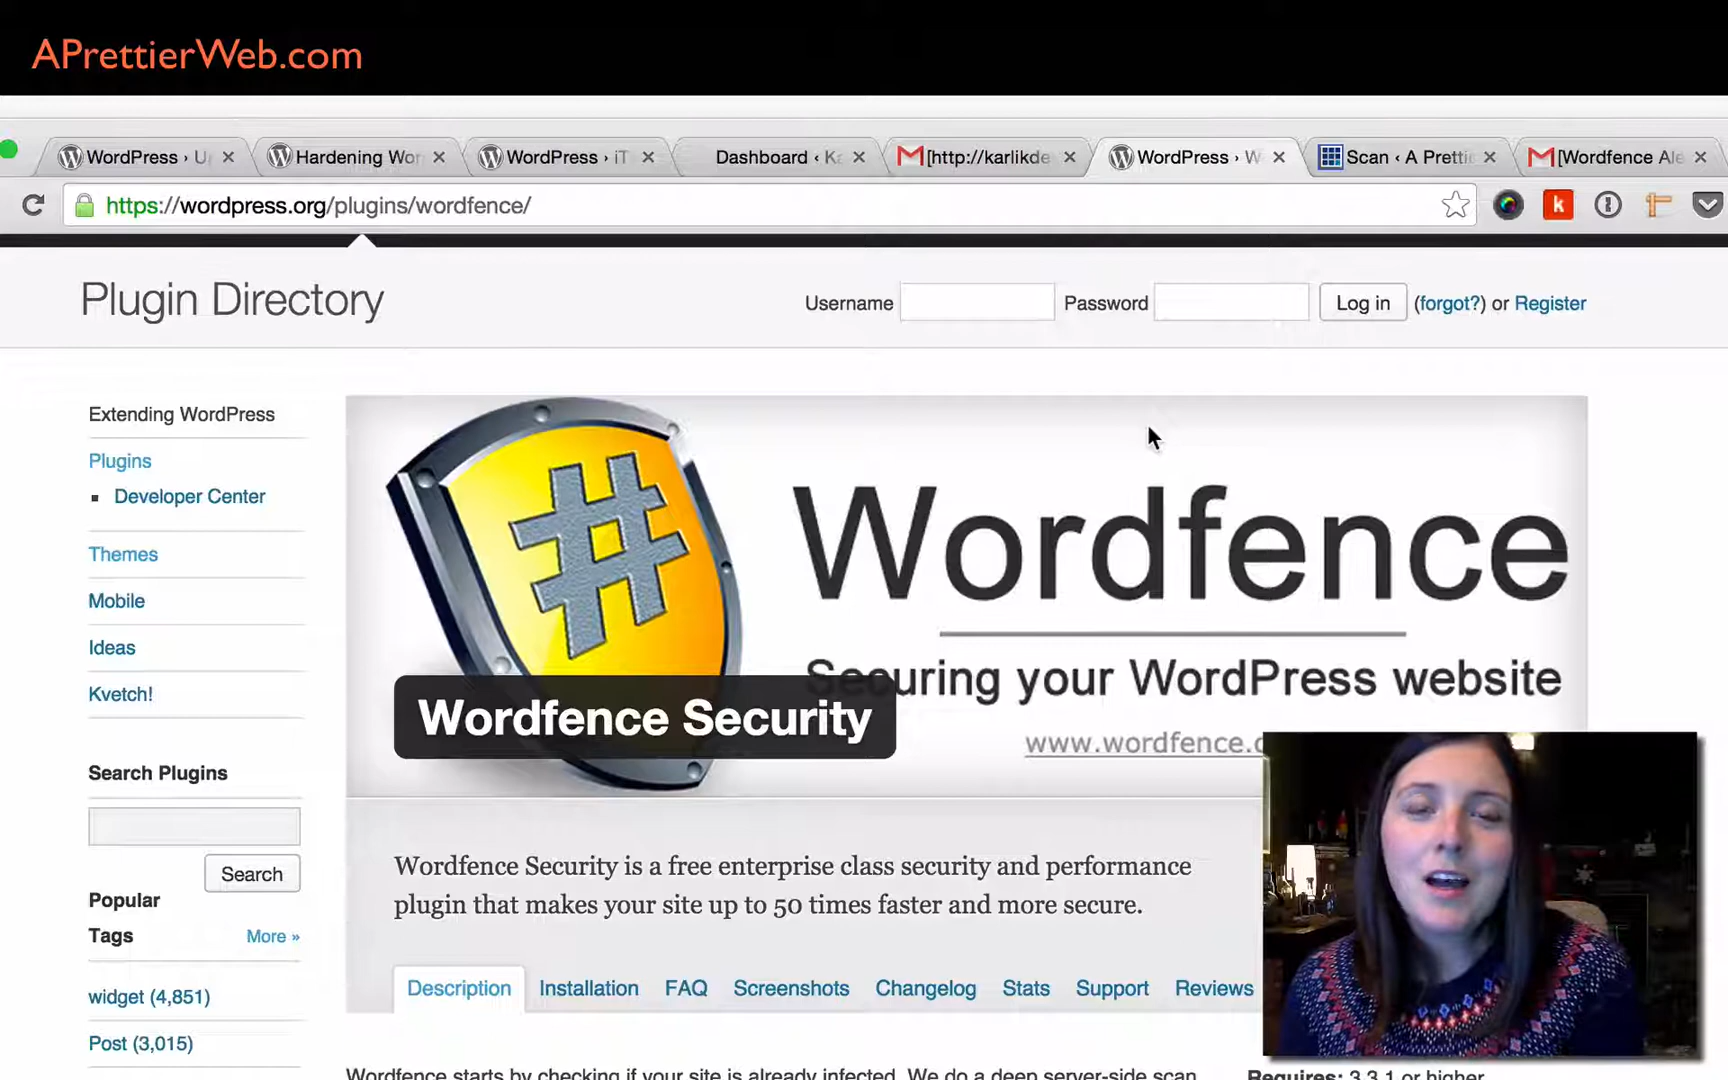 APrettierWeb.com
WordPress › U
Hardening Wor
WordPress › iT
Dashboard ‹ Ka
[http://karlikde
WordPress › W
Scan ‹ A Pretti
[Wordfence Ale
https://wordpress.org/plugins/wordfence/
Plugin Directory
Username
Password
Log in
(forgot?) or Register
Extending WordPress
Plugins
Developer Center
Themes
Mobile
Ideas
Kvetch!
Search Plugins
Search
Popular
Tags
More »
widget (4,851)
Post (3,015)
#
Wordfence
Securing your WordPress website
www.wordfence.c
Wordfence Security
Wordfence Security is a free enterprise class security and performance
plugin that makes your site up to 50 times faster and more secure.
Description Installation FAQ Screenshots Changelog Stats Support Reviews
Wordfence starts by checking if your site is already infected. We do a deep server-side scan
Requires: 3.3.1 or higher